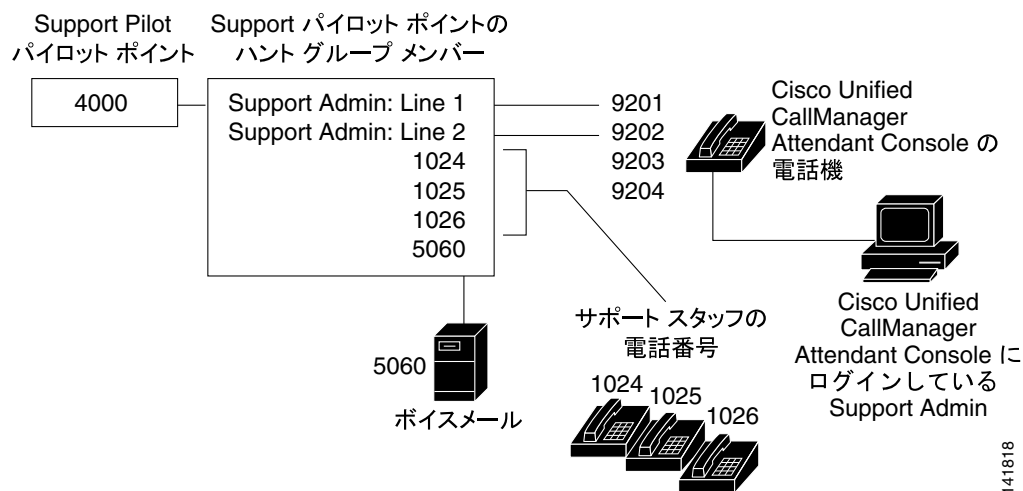 Support Pilot
パイロット ポイント
4000
Support パイロット ポイントの
ハント グループ メンバー
Support Admin: Line 1
Support Admin: Line 2
1024
1025
1026
5060
9201
9202
9203
9204
Cisco Unified
CallManager
Attendant Console の
電話機
Cisco Unified
CallManager
Attendant Console に
ログインしている
Support Admin
サポート スタッフの
電話番号
1024
1025
1026
5060
ボイスメール
141818